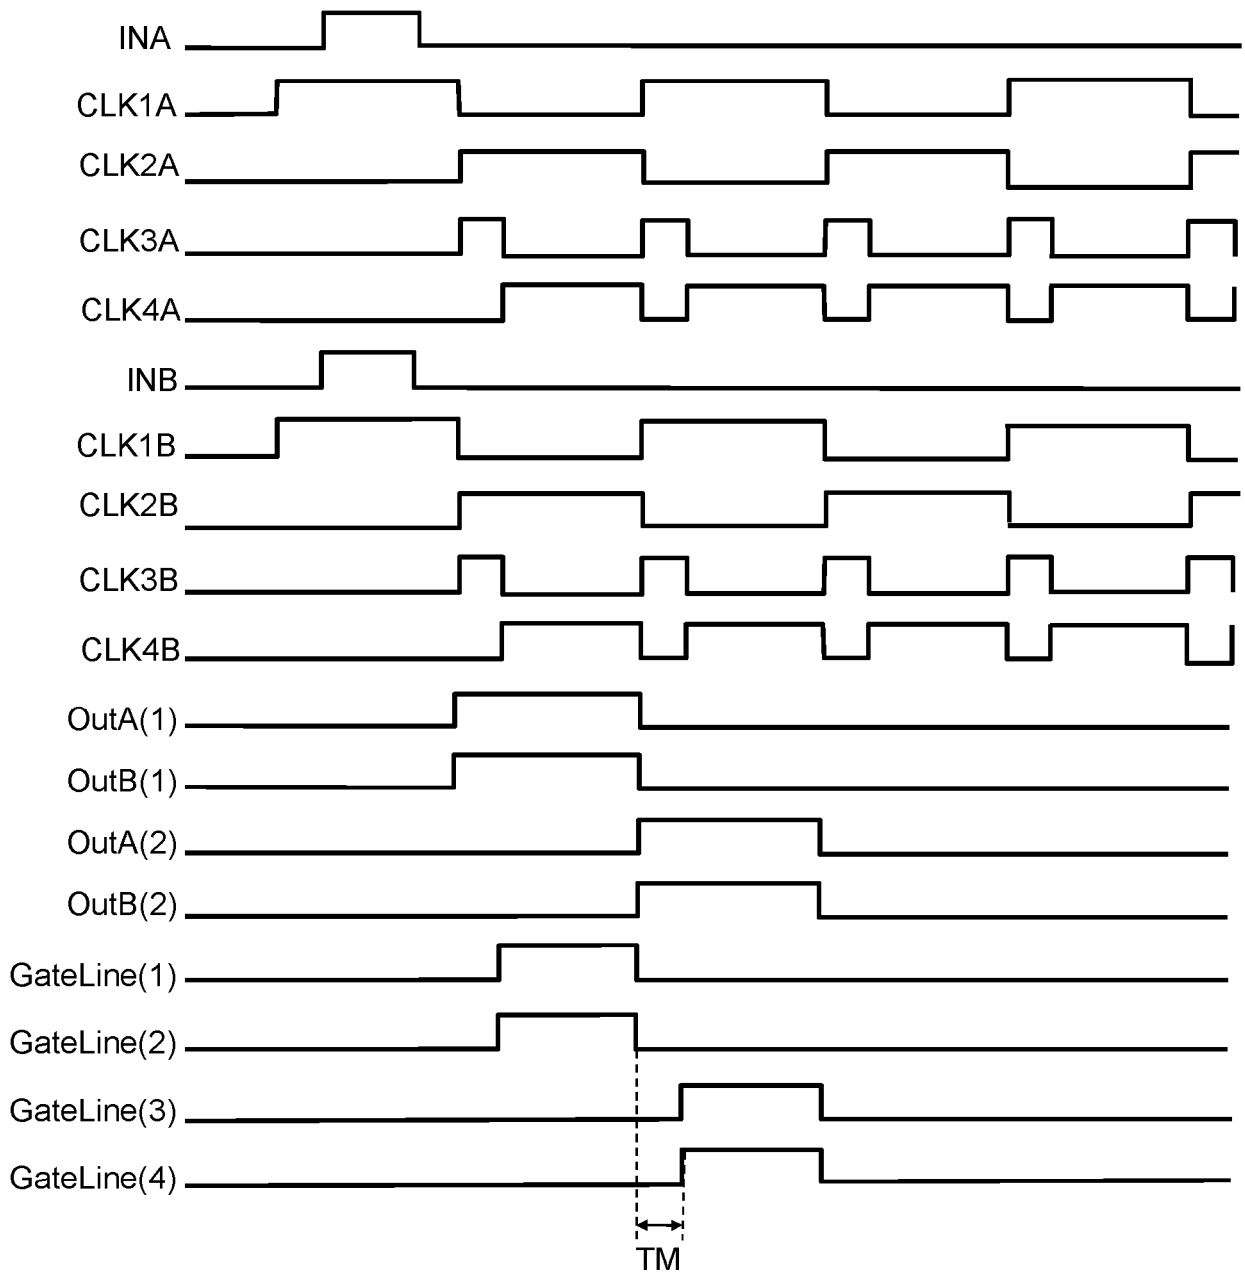 INA
CLK1A
CLK2A
CLK3A
CLK4A
INB
CLK1B
CLK2B
CLK3B
CLK4B
OutA(1)
OutB(1)
OutA(2)
OutB(2)
GateLine(1)
GateLine(2)
GateLine(3)
GateLine(4)
TM